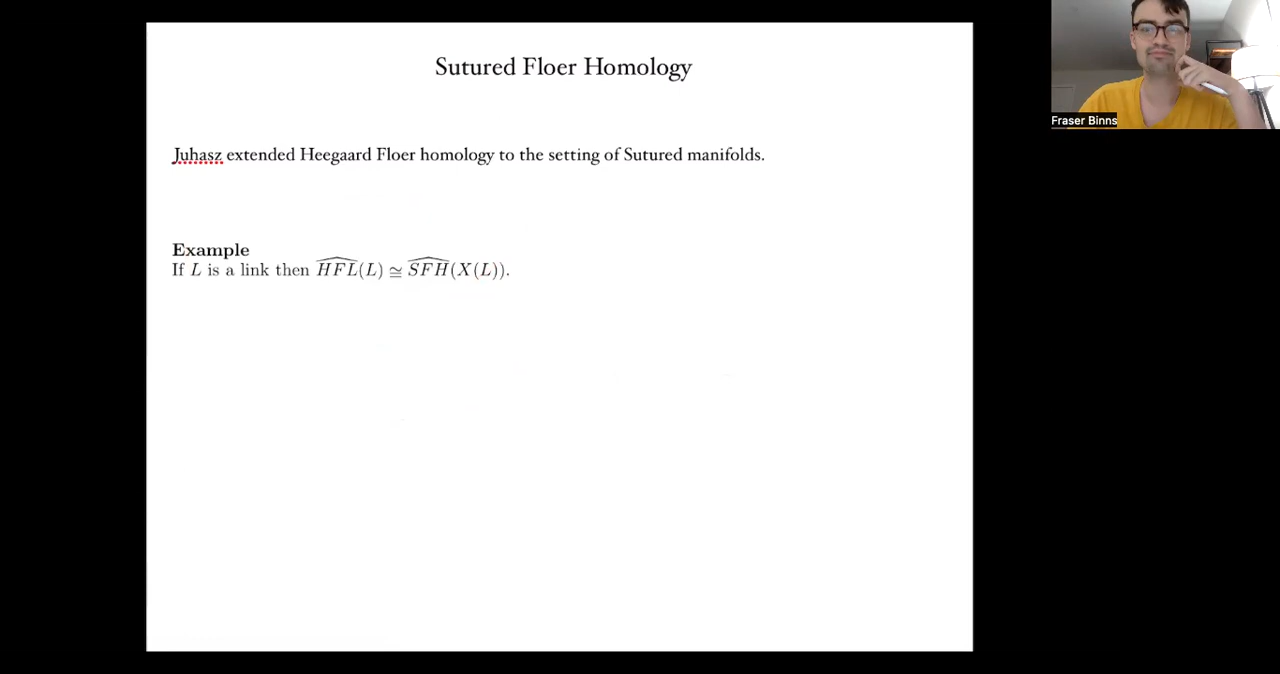 Sutured Floer Homology
Fraser Binns
Juhasz extended Heegaard Floer homology to the setting of Sutured manifolds.
Example
If L is a link then $\widehat{HFL}(L) \cong \widehat{SFH}(X(L))$.